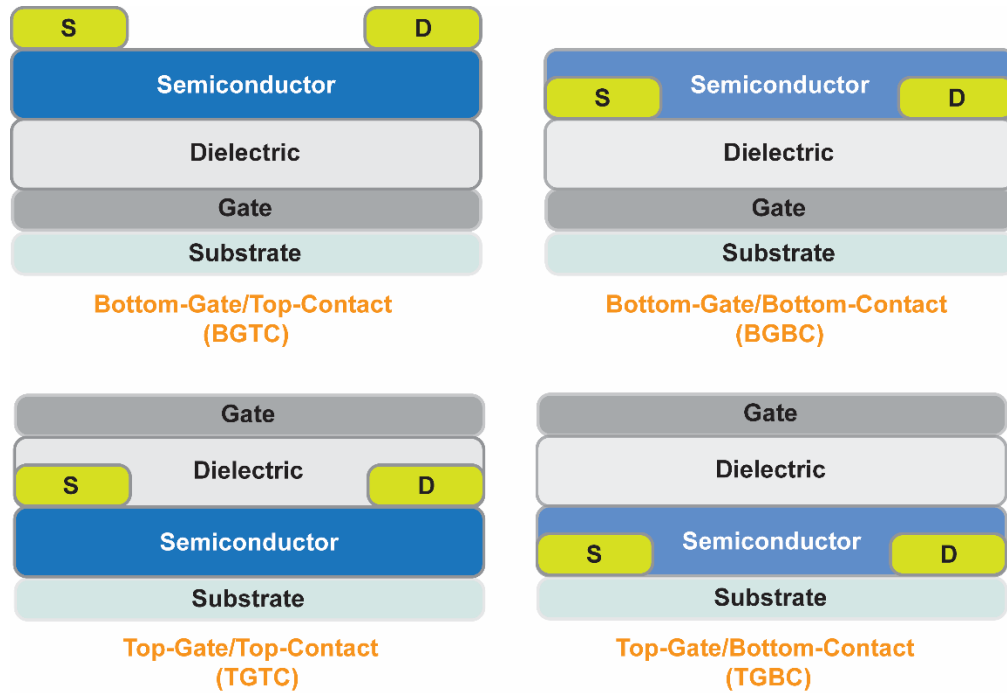 S
D
Semiconductor
Dielectric
Gate
Substrate
Bottom-Gate/Top-Contact
(BGTC)
S
Semiconductor
D
Dielectric
Gate
Substrate
Bottom-Gate/Bottom-Contact
(BGBC)
Gate
S
Dielectric
D
Semiconductor
Substrate
Top-Gate/Top-Contact
(TGTC)
Gate
Dielectric
S
Semiconductor
D
Substrate
Top-Gate/Bottom-Contact
(TGBC)